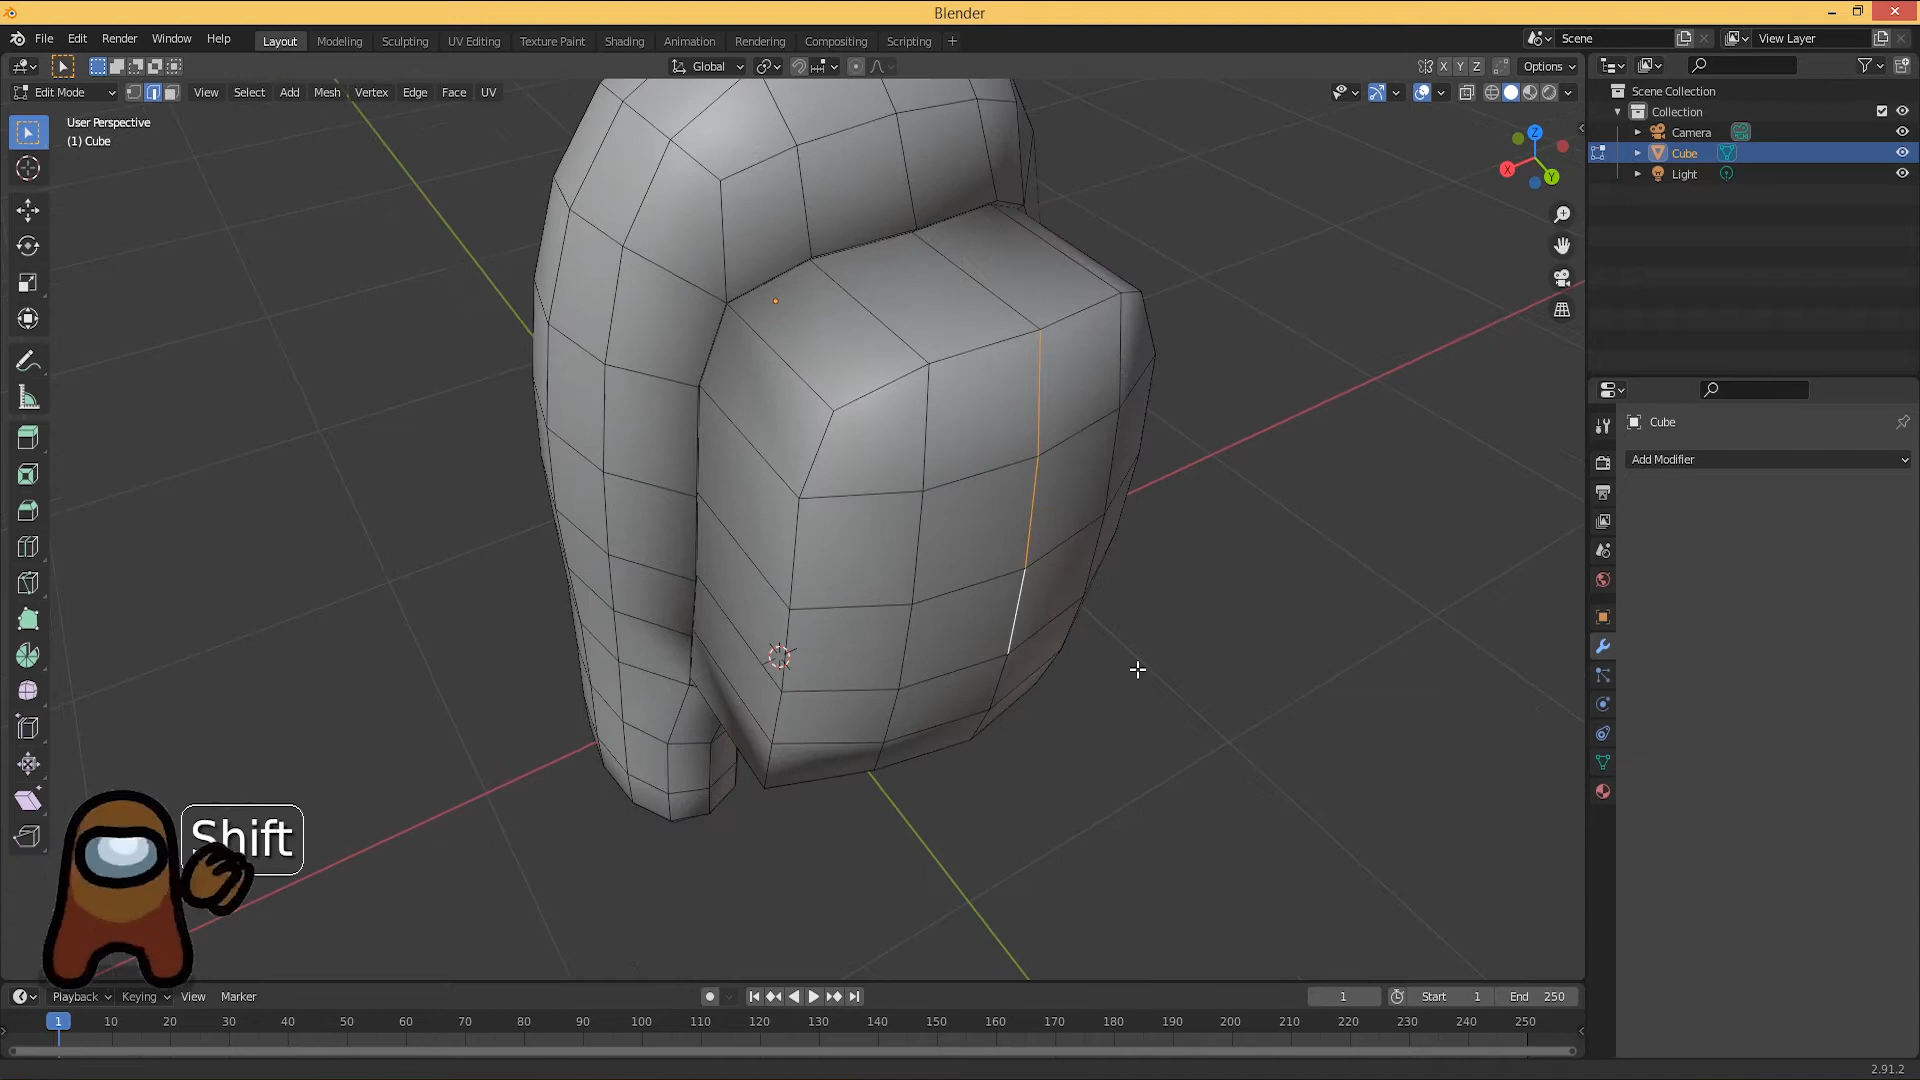 Blender
File Edit Render Window Help Layout Modeling Sculpting UV Editing Texture Paint Shading Animation Rendering Compositing Scripting + Scene View Layer
Global X Y Z Options
Edit Mode View Select Add Mesh Vertex Edge Face UV
User Perspective
(1) Cube
Z
X
Y
Scene Collection
Collection
Camera
Cube
Light
Cube
Add Modifier
Shift
Playback Keying View Marker 1 Start 1 End 250
1 10 20 30 40 50 60 70 80 90 100 110 120 130 140 150 160 170 180 190 200 210 220 230 240 250
2.91.2